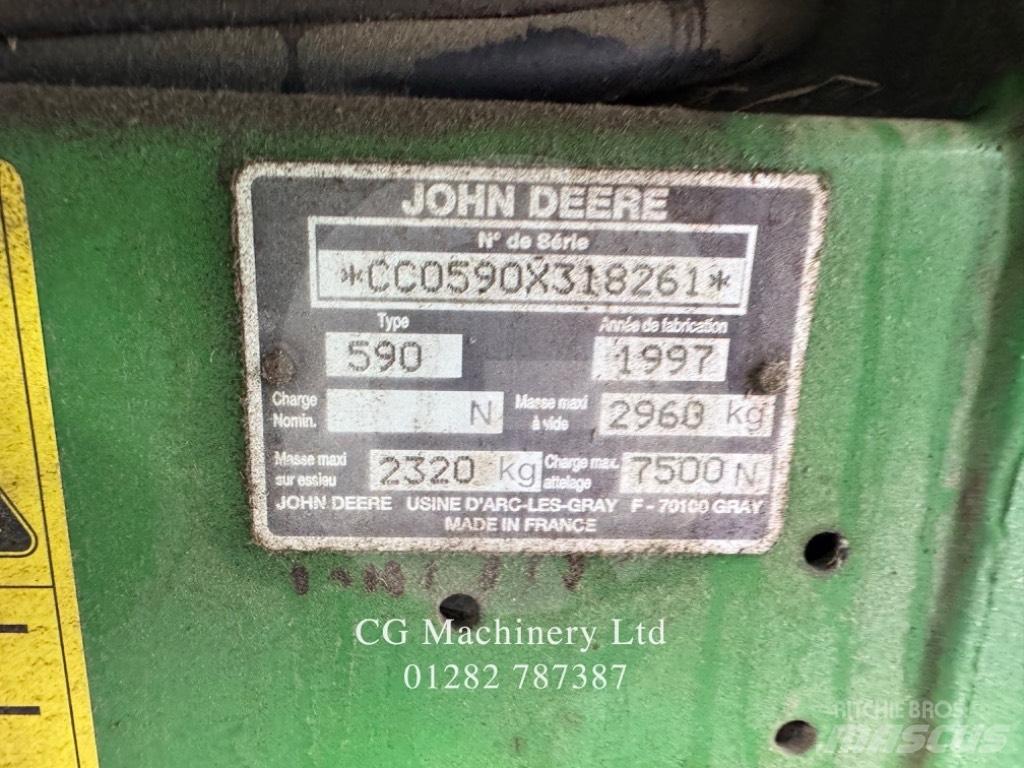 JOHN DEERE
N° de Série
*CC0590X318261*
Type
Année de fabrication
590
1997
Charge Nomin.
N
Masse maxi à vide
2960 kg
Masse maxi sur essieu
2320 kg
Charge max. attelage
7500 N
JOHN DEERE USINE D'ARC-LES-GRAY F - 70100 GRAY
MADE IN FRANCE
CG Machinery Ltd
01282 787387
RITCHIE BROS
MASCUS